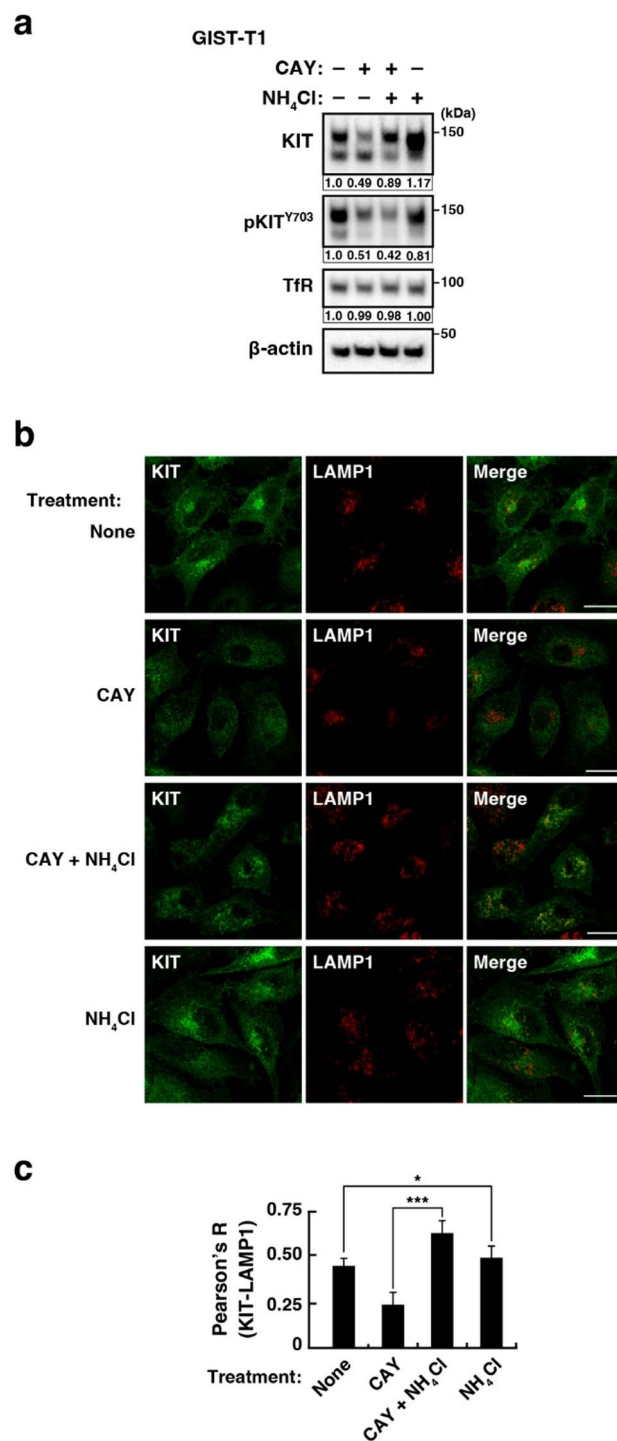 a
GIST-T1
CAY: − + + −
NH₄Cl: − − + +
(kDa)
KIT
150
1.0 0.49 0.89 1.17
pKIT^Y703
150
1.0 0.51 0.42 0.81
TfR
100
1.0 0.99 0.98 1.00
50
β-actin
b
KIT LAMP1 Merge
Treatment:
None
KIT LAMP1 Merge
CAY
KIT LAMP1 Merge
CAY + NH₄Cl
KIT LAMP1 Merge
NH₄Cl
c
*
***
0.75
0.50
0.25
0
Pearson's R
(KIT-LAMP1)
Treatment:
None
CAY
CAY + NH₄Cl
NH₄Cl